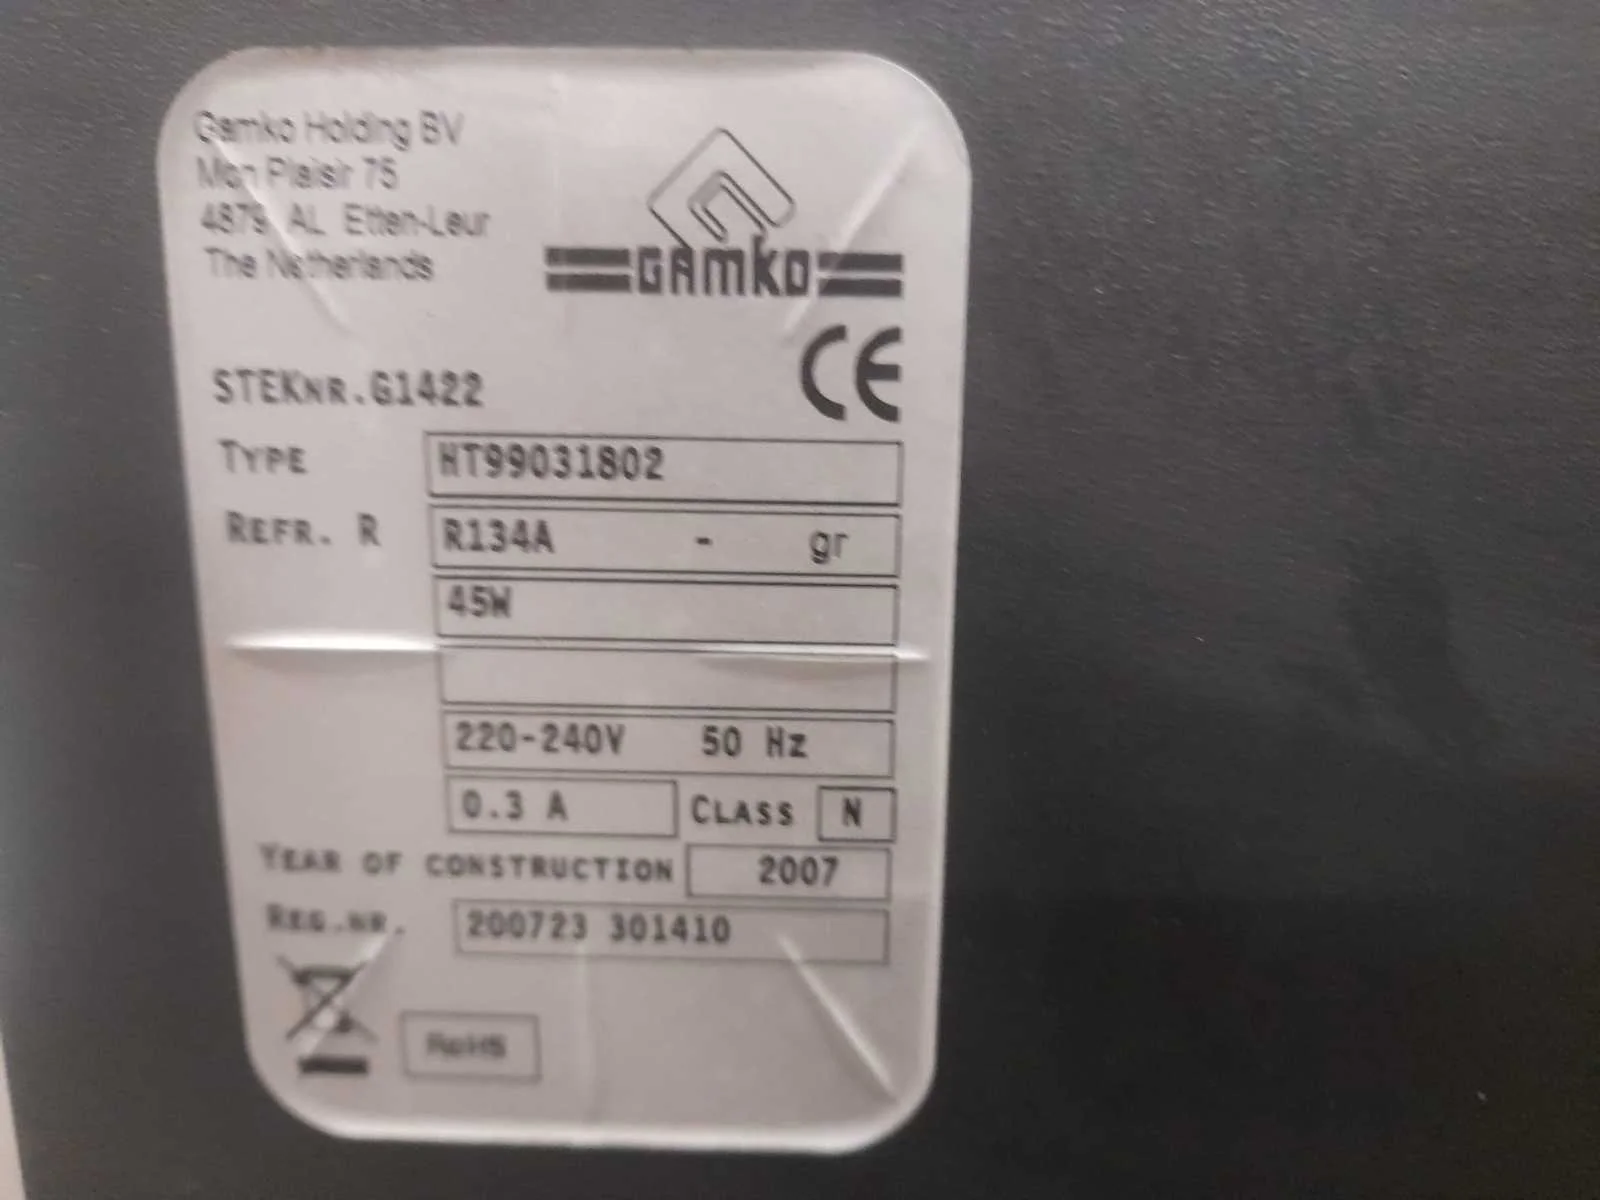 Gamko Holding BV
Mon Plaisir 75
4879 AL Etten-Leur
The Netherlands
GAMKO
CE
STEKNR.G1422
TYPE HT99031802
REFR. R R134A - gr
45W
220-240V 50 Hz
0.3 A CLASS N
YEAR OF CONSTRUCTION 2007
REG.NR. 200723 301410
RoHS